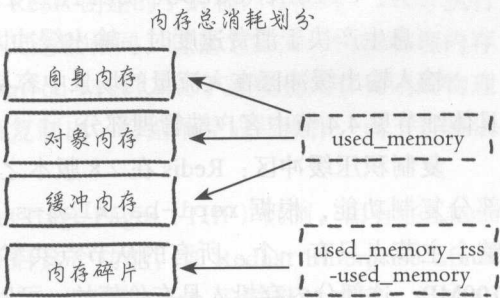 内存总消耗划分
自身内存
对象内存
缓冲内存
内存碎片
used_memory
used_memory_rss
-used_memory